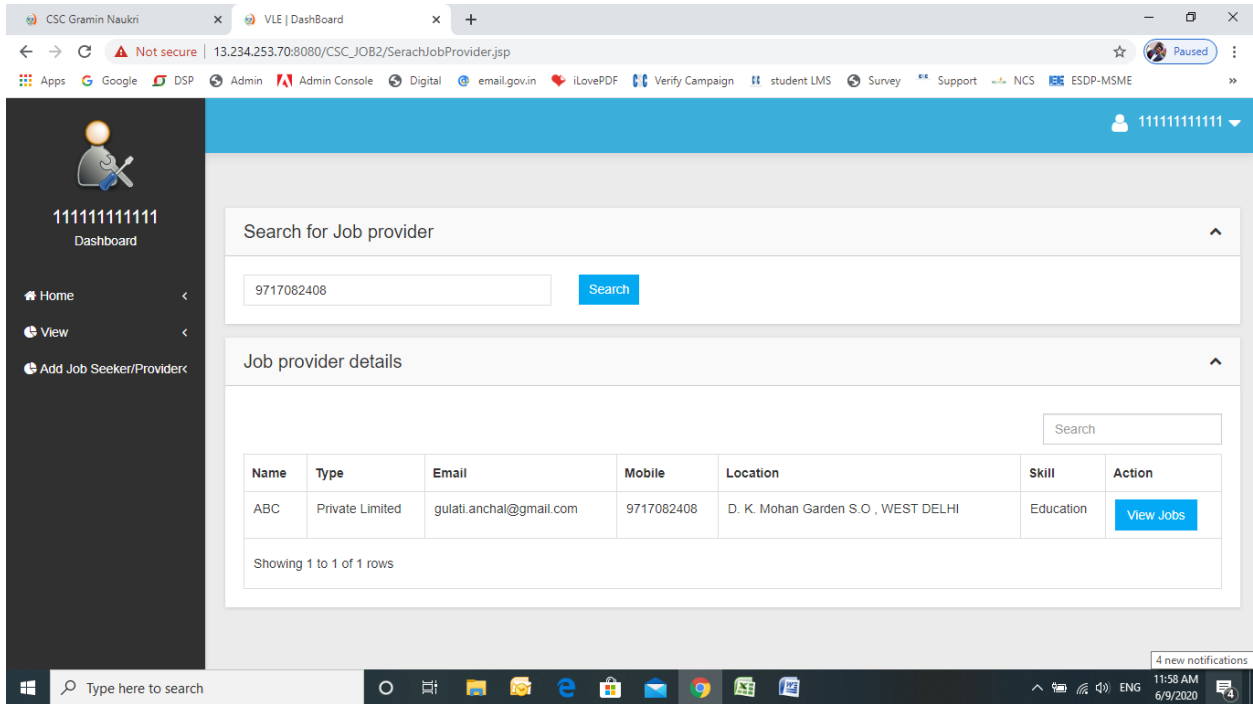 CSC Gramin Naukri
VLE | DashBoard
Not secure | 13.234.253.70:8080/CSC_JOB2/SerachJobProvider.jsp
Paused
Apps Google DSP Admin Admin Console Digital email.gov.in iLovePDF Verify Campaign student LMS Survey Support NCS ESDP-MSME »
111111111111
111111111111
Dashboard
Home
View
Add Job Seeker/Provider
Search for Job provider
9717082408 Search
Job provider details
Search
Name Type Email Mobile Location Skill Action
ABC Private Limited gulati.anchal@gmail.com 9717082408 D. K. Mohan Garden S.O , WEST DELHI Education View Jobs
Showing 1 to 1 of 1 rows
4 new notifications
Type here to search
ENG
11:58 AM
6/9/2020
4